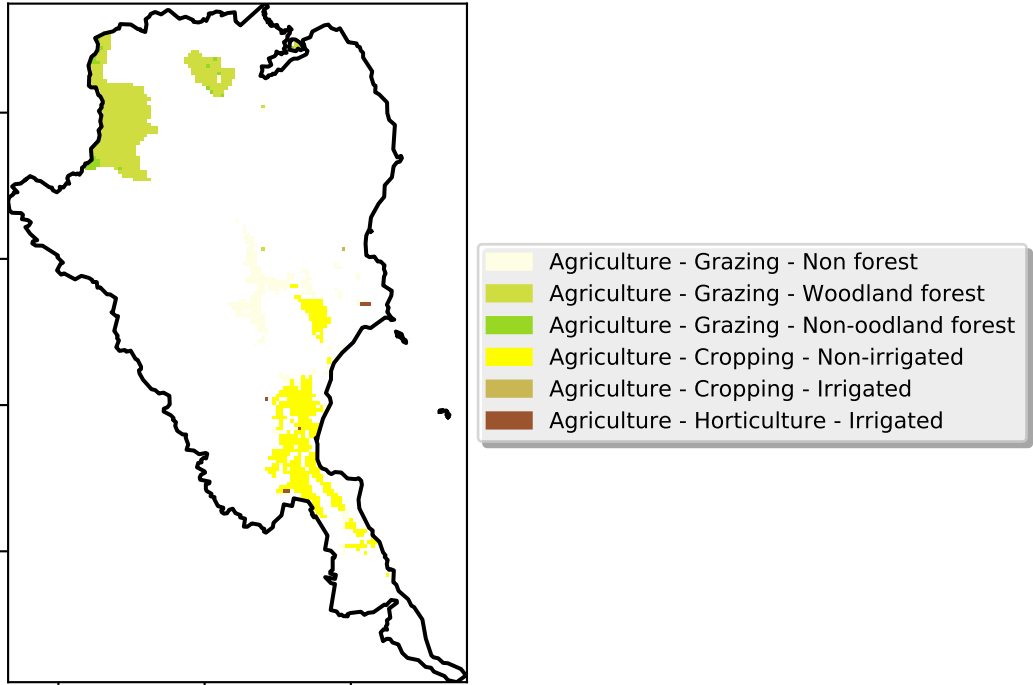 Agriculture - Grazing - Non forest
Agriculture - Grazing - Woodland forest
Agriculture - Grazing - Non-oodland forest
Agriculture - Cropping - Non-irrigated
Agriculture - Cropping - Irrigated
Agriculture - Horticulture - Irrigated